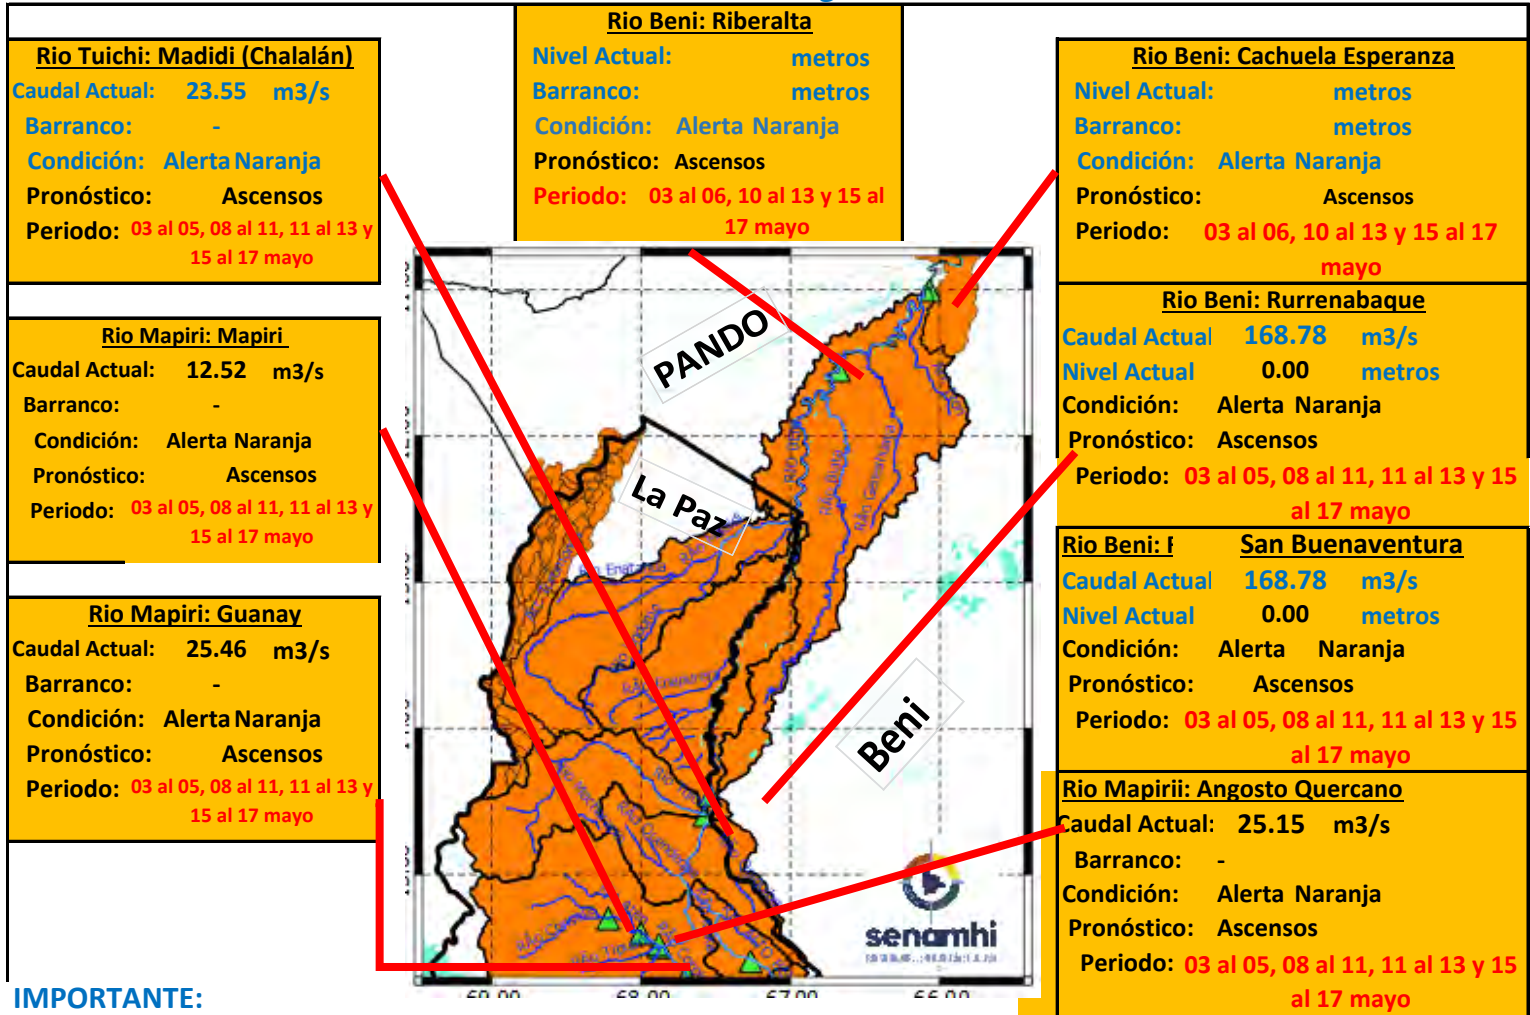 Rio Tuichi: Madidi (Chalalán)
Caudal Actual: 23.55 m3/s
Barranco: -
Condición: Alerta Naranja
Pronóstico: Ascensos
Periodo: 03 al 05, 08 al 11, 11 al 13 y
15 al 17 mayo
Rio Mapiri: Mapiri
Caudal Actual: 12.52 m3/s
Barranco: -
Condición: Alerta Naranja
Pronóstico: Ascensos
Periodo: 03 al 05, 08 al 11, 11 al 13 y
15 al 17 mayo
Rio Mapiri: Guanay
Caudal Actual: 25.46 m3/s
Barranco: -
Condición: Alerta Naranja
Pronóstico: Ascensos
Periodo: 03 al 05, 08 al 11, 11 al 13 y
15 al 17 mayo
IMPORTANTE:
Rio Beni: Riberalta
Nivel Actual: metros
Barranco: metros
Condición: Alerta Naranja
Pronóstico: Ascensos
Periodo: 03 al 06, 10 al 13 y 15 al
17 mayo
PANDO
La Paz
Beni
senamhi
69.00 68.00 67.00 66.00
Rio Beni: Cachuela Esperanza
Nivel Actual: metros
Barranco: metros
Condición: Alerta Naranja
Pronóstico: Ascensos
Periodo: 03 al 06, 10 al 13 y 15 al 17
mayo
Rio Beni: Rurrenabaque
Caudal Actual 168.78 m3/s
Nivel Actual 0.00 metros
Condición: Alerta Naranja
Pronóstico: Ascensos
Periodo: 03 al 05, 08 al 11, 11 al 13 y 15
al 17 mayo
Rio Beni: San Buenaventura
Caudal Actual 168.78 m3/s
Nivel Actual 0.00 metros
Condición: Alerta Naranja
Pronóstico: Ascensos
Periodo: 03 al 05, 08 al 11, 11 al 13 y 15
al 17 mayo
Rio Mapirii: Angosto Quercano
Caudal Actual: 25.15 m3/s
Barranco: -
Condición: Alerta Naranja
Pronóstico: Ascensos
Periodo: 03 al 05, 08 al 11, 11 al 13 y 15
al 17 mayo